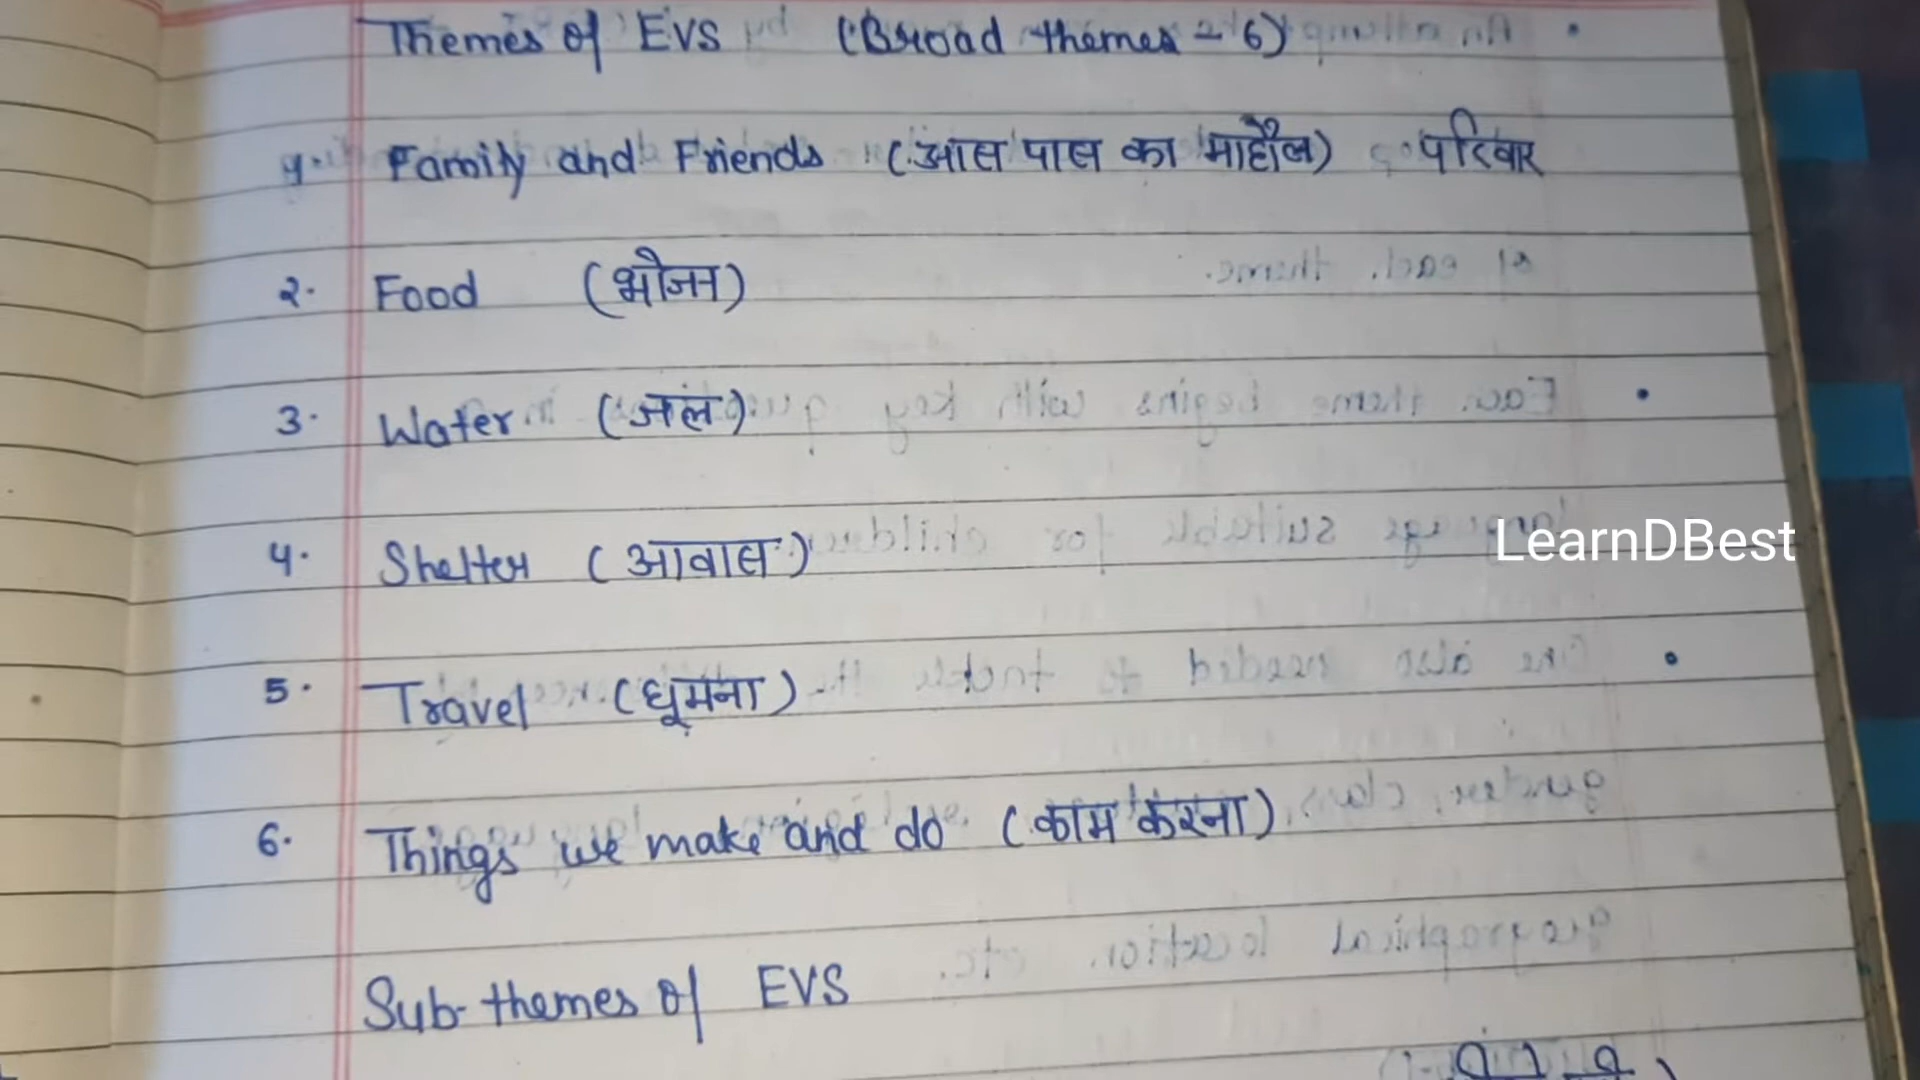 Themes of EVS (Broad themes - 6)
1. Family and Friends (आस पास का माहौल) परिवार
2. Food (भोजन)
3. Water (जल)
4. Shelter (आवास)
LearnDBest
5. Travel (घूमना)
6. Things we make and do (काम करना)
Sub-themes of EVS